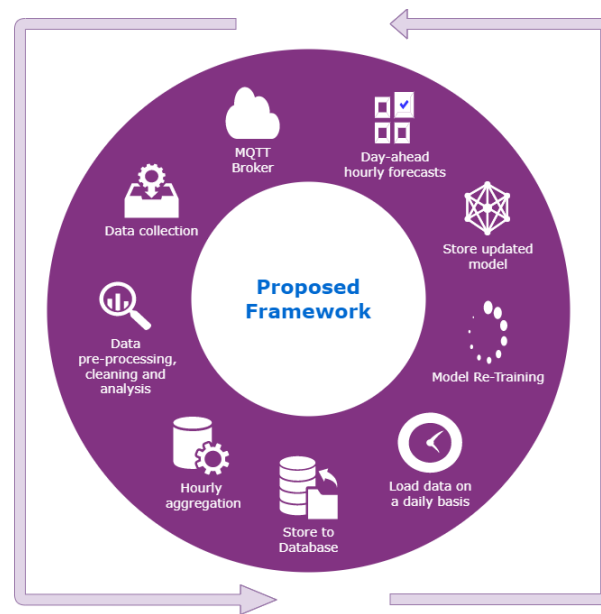 MQTT
Broker
Day-ahead
hourly forecasts
Data collection
Store updated
model
Proposed
Framework
Data
pre-processing,
cleaning and
analysis
Model Re-Training
Hourly
aggregation
Load data on
a daily basis
Store to
Database